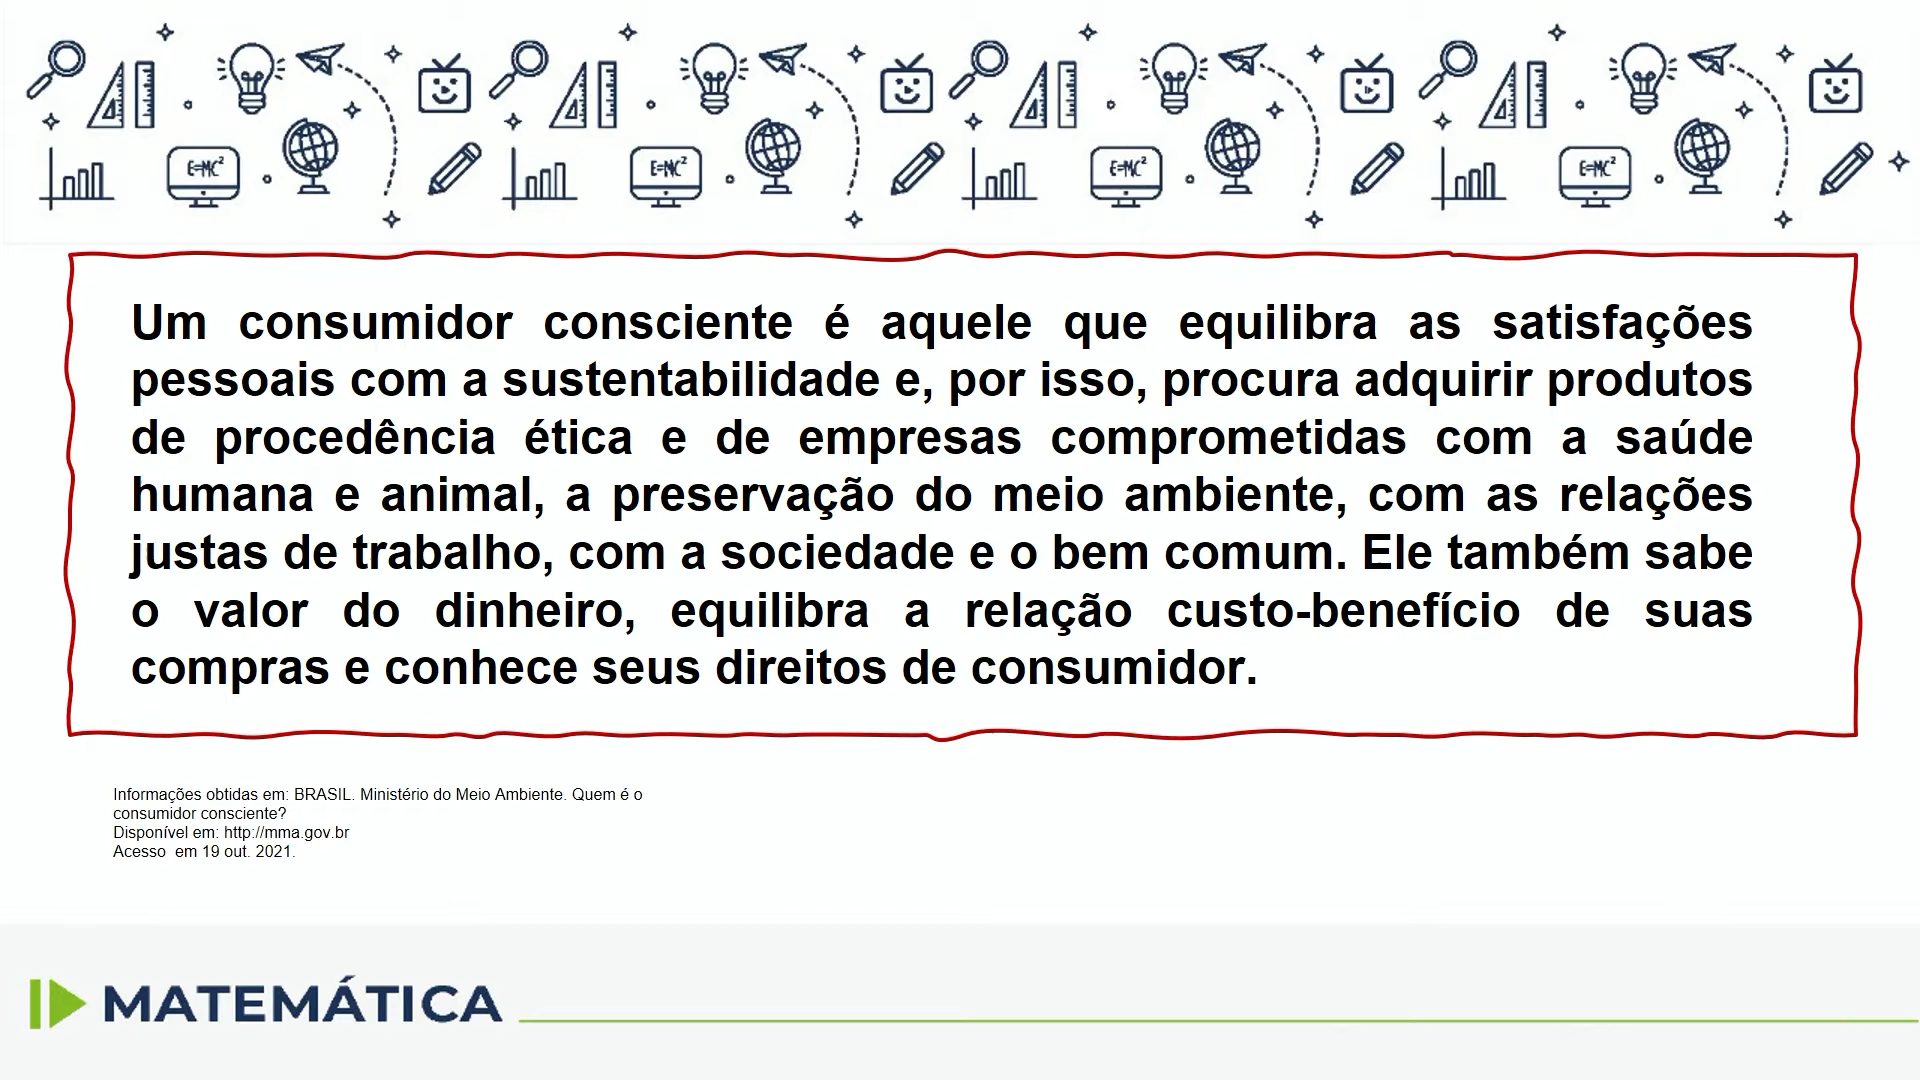 E=MC² E=MC² E=MC² E=MC²
Um consumidor consciente é aquele que equilibra as satisfações
pessoais com a sustentabilidade e, por isso, procura adquirir produtos
de procedência ética e de empresas comprometidas com a saúde
humana e animal, a preservação do meio ambiente, com as relações
justas de trabalho, com a sociedade e o bem comum. Ele também sabe
o valor do dinheiro, equilibra a relação custo-benefício de suas
compras e conhece seus direitos de consumidor.
Informações obtidas em: BRASIL. Ministério do Meio Ambiente. Quem é o
consumidor consciente?
Disponível em: http://mma.gov.br
Acesso em 19 out. 2021.
MATEMÁTICA